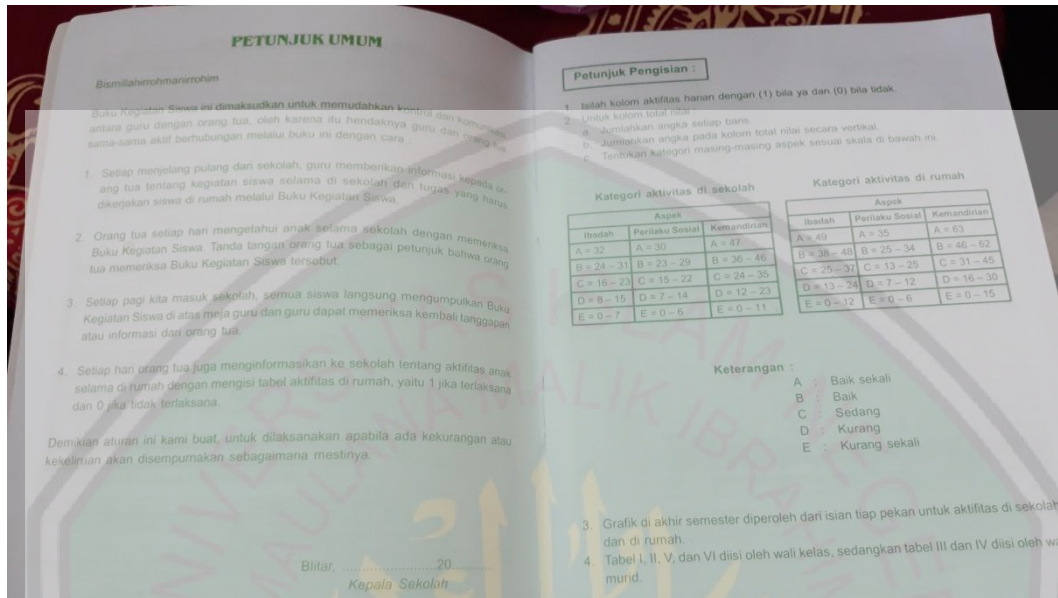 PETUNJUK UMUM
Bismillahirrohmanirrohim
Buku Kegiatan Siswa ini dimaksudkan untuk memudahkan kontrol dan komunikasi
antara guru dengan orang tua, oleh karena itu hendaknya guru dan orang tua
sama-sama aktif berhubungan melalui buku ini dengan cara
1. Setiap menjelang pulang dari sekolah, guru memberikan informasi kepada or-
ang tua tentang kegiatan siswa selama di sekolah dan tugas yang harus
dikerjakan siswa di rumah melalui Buku Kegiatan Siswa.
2. Orang tua setiap hari mengetahui anak selama sekolah dengan memeriksa
Buku Kegiatan Siswa. Tanda tangan orang tua sebagai petunjuk bahwa orang
tua memeriksa Buku Kegiatan Siswa tersebut.
3. Setiap pagi kita masuk sekolah, semua siswa langsung mengumpulkan Buku
Kegiatan Siswa di atas meja guru dan guru dapat memeriksa kembali tanggapan
atau informasi dari orang tua.
4. Setiap hari orang tua juga menginformasikan ke sekolah tentang aktifitas anak
selama di rumah dengan mengisi tabel aktifitas di rumah, yaitu 1 jika terlaksana
dan 0 jika tidak terlaksana.
Demikian aturan ini kami buat, untuk dilaksanakan apabila ada kekurangan atau
kekeliruan akan disempurnakan sebagaimana mestinya.
Blitar, ........................20..........
Kepala Sekolah
Petunjuk Pengisian :
1. Isilah kolom aktifitas harian dengan (1) bila ya dan (0) bila tidak.
2. Untuk kolom total nilai :
a. Jumlahkan angka setiap baris.
b. Jumlahkan angka pada kolom total nilai secara vertikal.
c. Tentukan kategori masing-masing aspek sesuai skala di bawah ini.
Kategori aktivitas di sekolah
Aspek
Ibadah Perilaku Sosial Kemandirian
A = 32 A = 30 A = 47
B = 24 – 31 B = 23 – 29 B = 36 – 46
C = 16 – 23 C = 15 – 22 C = 24 – 35
D = 8 – 15 D = 7 – 14 D = 12 – 23
E = 0 – 7 E = 0 – 6 E = 0 – 11
Kategori aktivitas di rumah
Aspek
Ibadah Perilaku Sosial Kemandirian
A = 49 A = 35 A = 63
B = 38 – 48 B = 25 – 34 B = 46 – 62
C = 25 – 37 C = 13 – 25 C = 31 – 45
D = 13 – 24 D = 7 – 12 D = 16 – 30
E = 0 – 12 E = 0 – 6 E = 0 – 15
Keterangan :
A : Baik sekali
B : Baik
C : Sedang
D : Kurang
E : Kurang sekali
3. Grafik di akhir semester diperoleh dari isian tiap pekan untuk aktifitas di sekolah
dan di rumah.
4. Tabel I, II, V, dan VI diisi oleh wali kelas, sedangkan tabel III dan IV diisi oleh
murid.